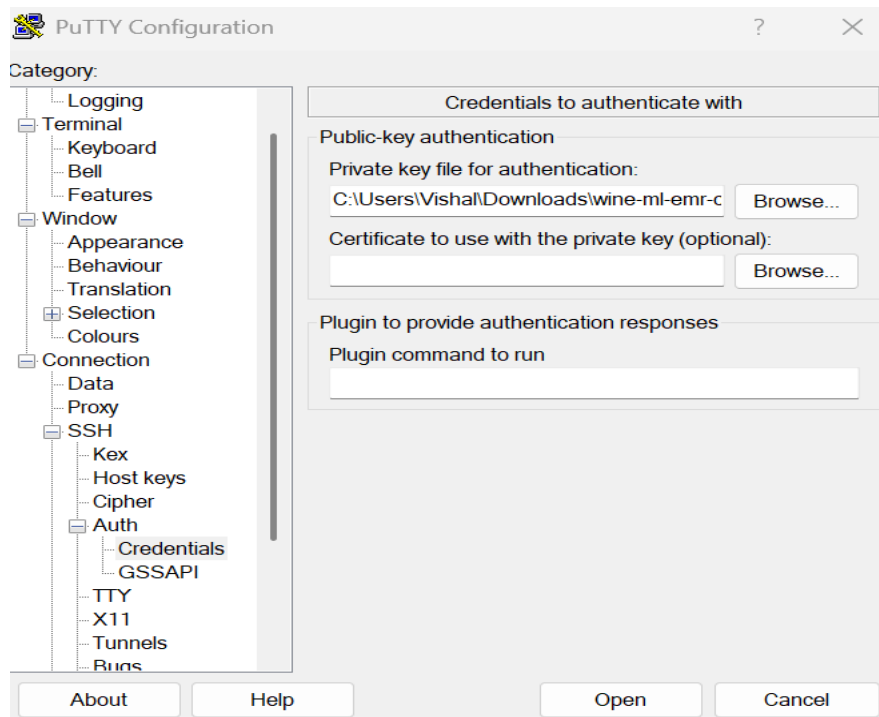 PuTTY Configuration
?
Category:
Logging
Terminal
Keyboard
Bell
Features
Window
Appearance
Behaviour
Translation
Selection
Colours
Connection
Data
Proxy
SSH
Kex
Host keys
Cipher
Auth
Credentials
GSSAPI
TTY
X11
Tunnels
Bugs
Credentials to authenticate with
Public-key authentication
Private key file for authentication:
C:\Users\Vishal\Downloads\wine-ml-emr-c
Browse...
Certificate to use with the private key (optional):
Browse...
Plugin to provide authentication responses
Plugin command to run
About
Help
Open
Cancel